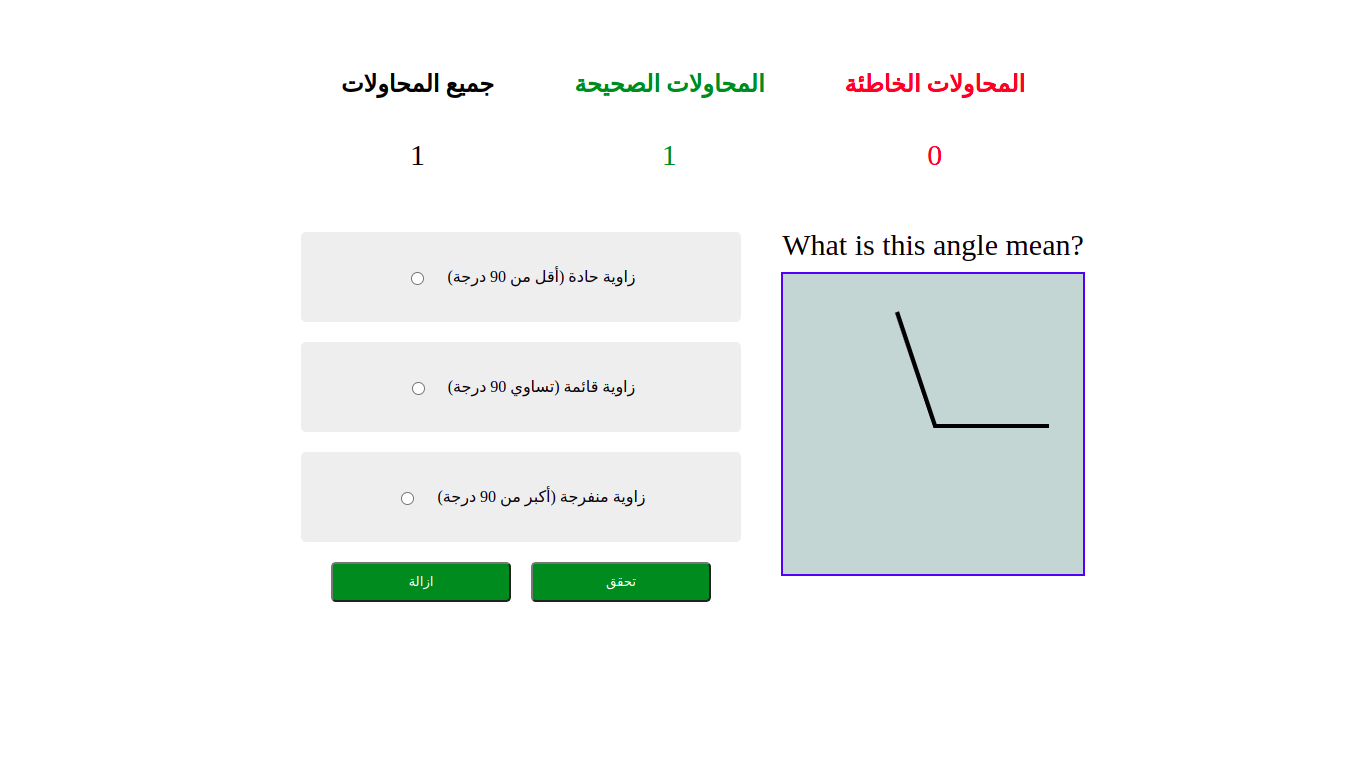 جميع المحاولات
المحاولات الصحيحة
المحاولات الخاطئة
1
1
0
What is this angle mean?
زاوية حادة (أقل من 90 درجة)
زاوية قائمة (تساوي 90 درجة)
زاوية منفرجة (أكبر من 90 درجة)
ازالة
تحقق